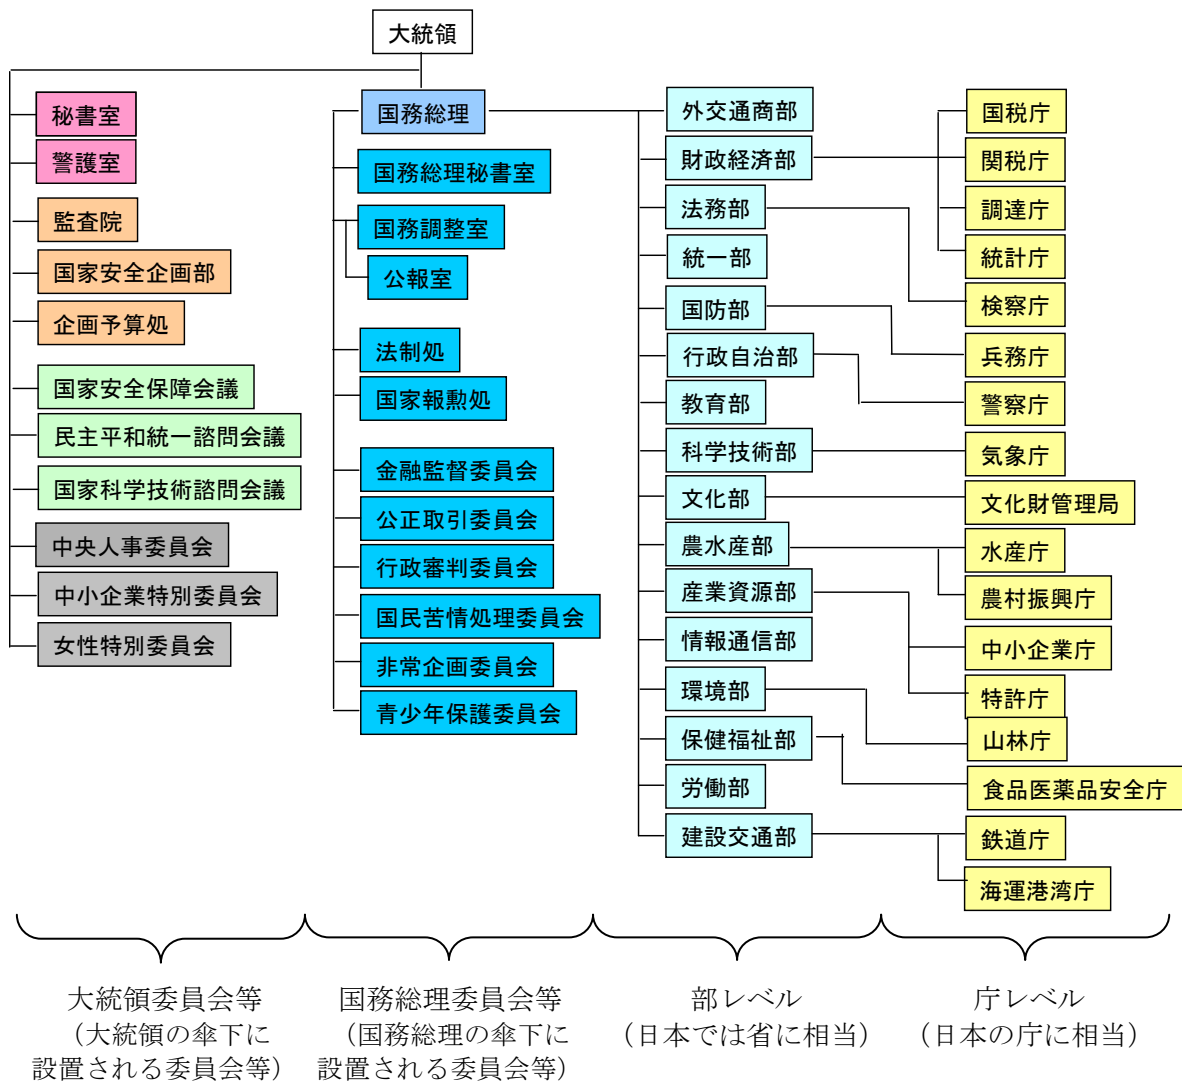 大統領
秘書室
警護室
監査院
国家安全企画部
企画予算処
国家安全保障会議
民主平和統一諮問会議
国家科学技術諮問会議
中央人事委員会
中小企業特別委員会
女性特別委員会
国務総理
国務総理秘書室
国務調整室
公報室
法制処
国家報勲処
金融監督委員会
公正取引委員会
行政審判委員会
国民苦情処理委員会
非常企画委員会
青少年保護委員会
外交通商部
財政経済部
法務部
統一部
国防部
行政自治部
教育部
科学技術部
文化部
農水産部
産業資源部
情報通信部
環境部
保健福祉部
労働部
建設交通部
国税庁
関税庁
調達庁
統計庁
検察庁
兵務庁
警察庁
気象庁
文化財管理局
水産庁
農村振興庁
中小企業庁
特許庁
山林庁
食品医薬品安全庁
鉄道庁
海運港湾庁
大統領委員会等
（大統領の傘下に
設置される委員会等）
国務総理委員会等
（国務総理の傘下に
設置される委員会等）
部レベル
（日本では省に相当）
庁レベル
（日本の庁に相当）